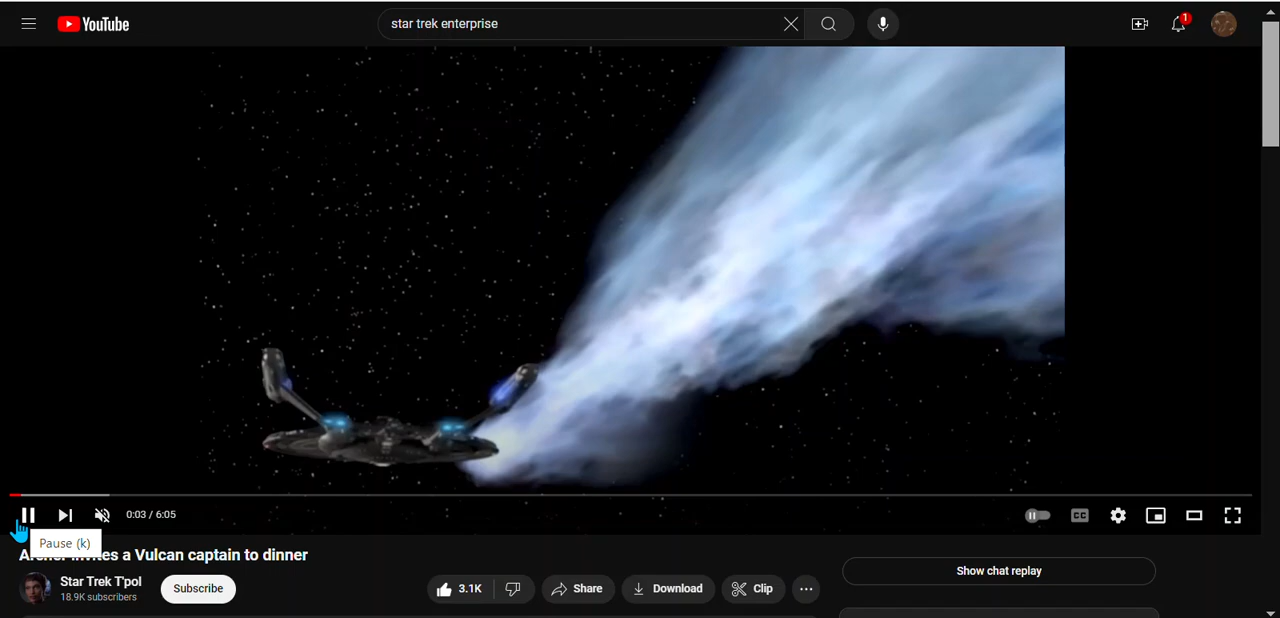 YouTube
star trek enterprise
1
0:03 / 6:05
CC
Pause (k)
a Vulcan captain to dinner
Star Trek T'pol
18.9K subscribers
Subscribe
3.1K
Share
Download
Clip
Show chat replay